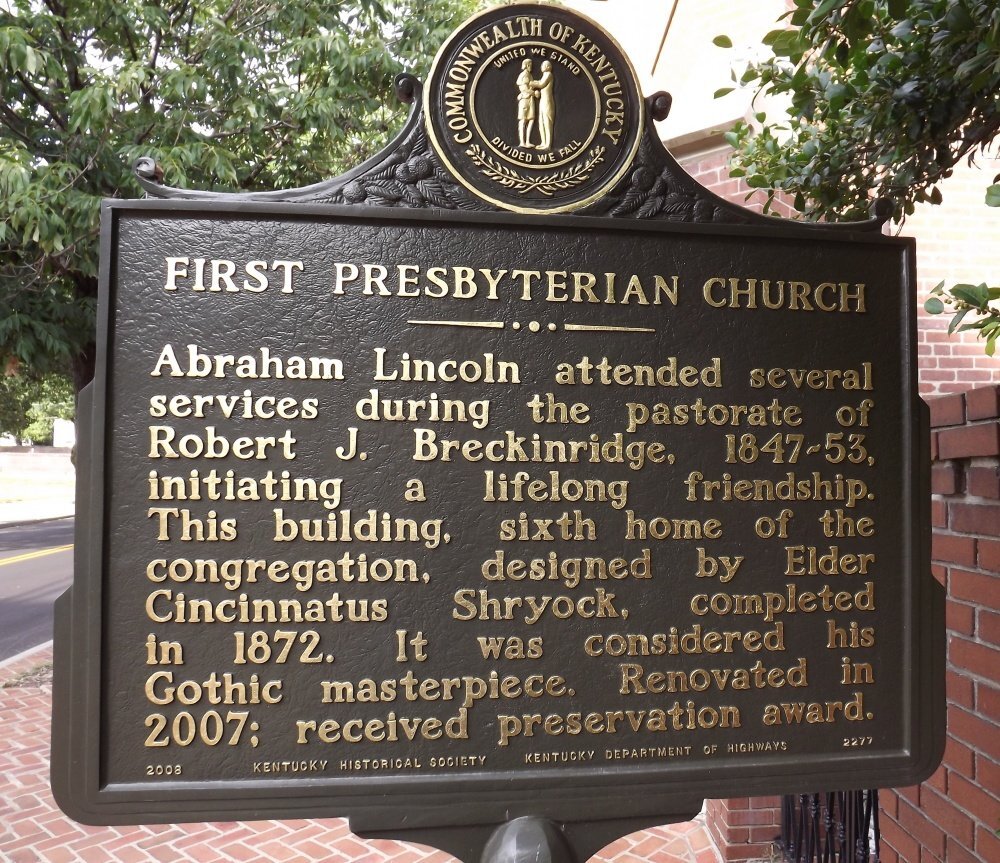 COMMONWEALTH OF KENTUCKY
UNITED WE STAND
DIVIDED WE FALL
FIRST PRESBYTERIAN CHURCH
Abraham Lincoln attended several
services during the pastorate of
Robert J. Breckinridge, 1847-53,
initiating a lifelong friendship.
This building, sixth home of the
congregation, designed by Elder
Cincinnatus Shryock, completed
in 1872. It was considered his
Gothic masterpiece. Renovated in
2007; received preservation award.
2008 KENTUCKY HISTORICAL SOCIETY KENTUCKY DEPARTMENT OF HIGHWAYS 2277